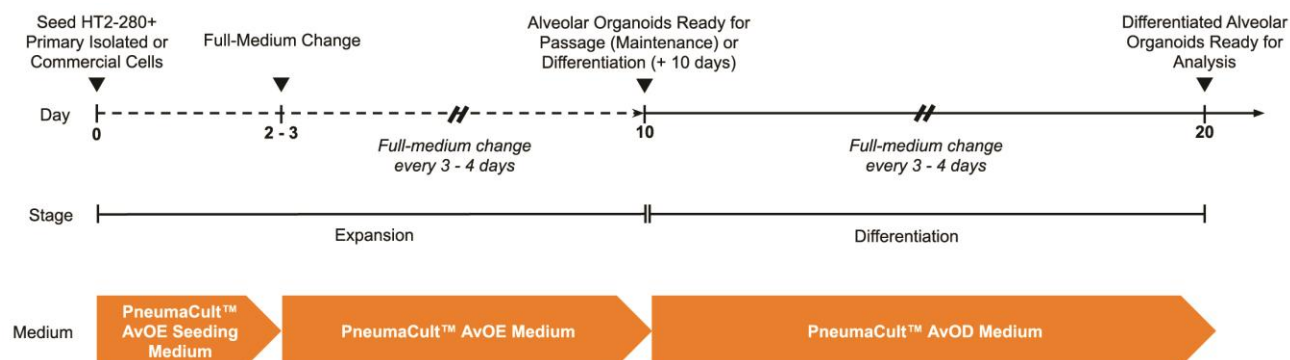 Seed HT2-280+
Primary Isolated or
Commercial Cells
Full-Medium Change
Alveolar Organoids Ready for
Passage (Maintenance) or
Differentiation (+ 10 days)
Differentiated Alveolar
Organoids Ready for
Analysis
Day
0
2 - 3
10
20
Full-medium change
every 3 - 4 days
Full-medium change
every 3 - 4 days
Stage
Expansion
Differentiation
Medium
PneumaCult™
AvOE Seeding
Medium
PneumaCult™ AvOE Medium
PneumaCult™ AvOD Medium